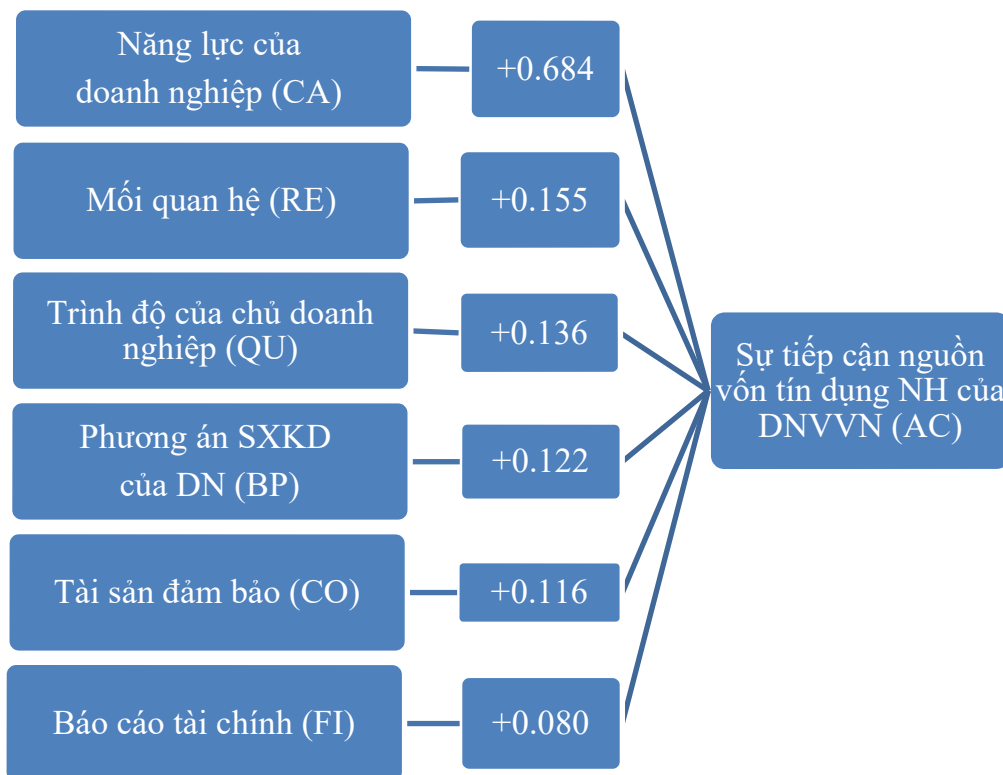 Năng lực của
doanh nghiệp (CA)
+0.684
Mối quan hệ (RE)
+0.155
Trình độ của chủ doanh
nghiệp (QU)
+0.136
Phương án SXKD
của DN (BP)
+0.122
Tài sản đảm bảo (CO)
+0.116
Báo cáo tài chính (FI)
+0.080
Sự tiếp cận nguồn
vốn tín dụng NH của
DNVVN (AC)